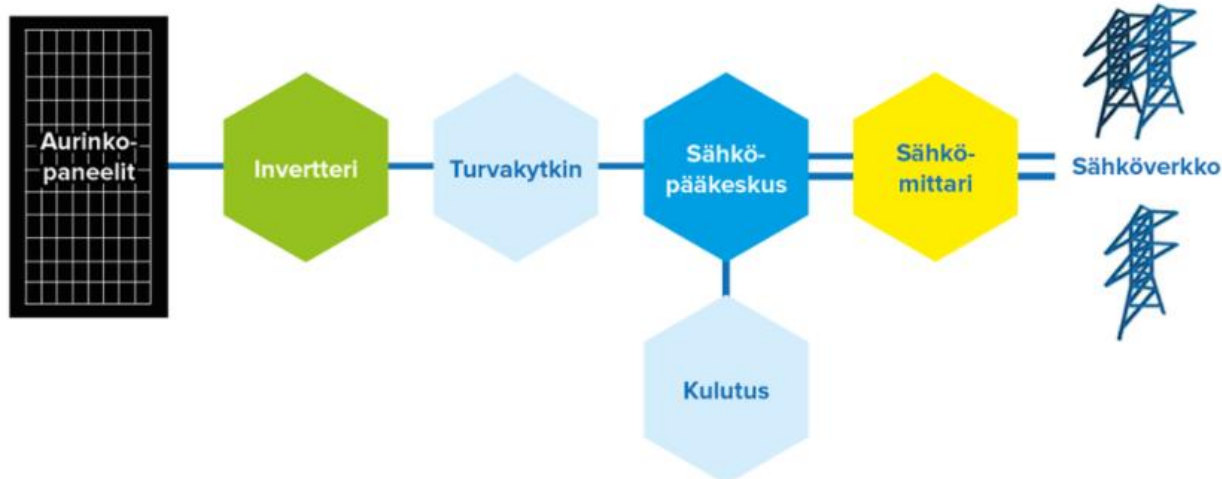 Aurinko-
paneelit
Invertteri
Turvakytkin
Sähkö-
pääkeskus
Sähkö-
mittari
Sähköverkko
Kulutus